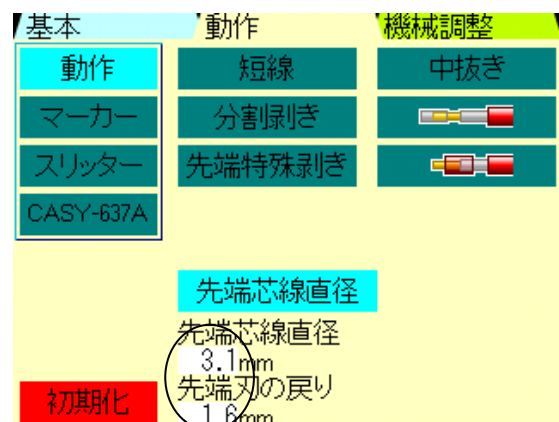 基本 動作 機械調整
動作 短線 中抜き
マーカー 分割剥き
スリッター 先端特殊剥き
CASY-637A
先端芯線直径
先端芯線直径
3.1mm
先端刃の戻り
初期化
1.6mm